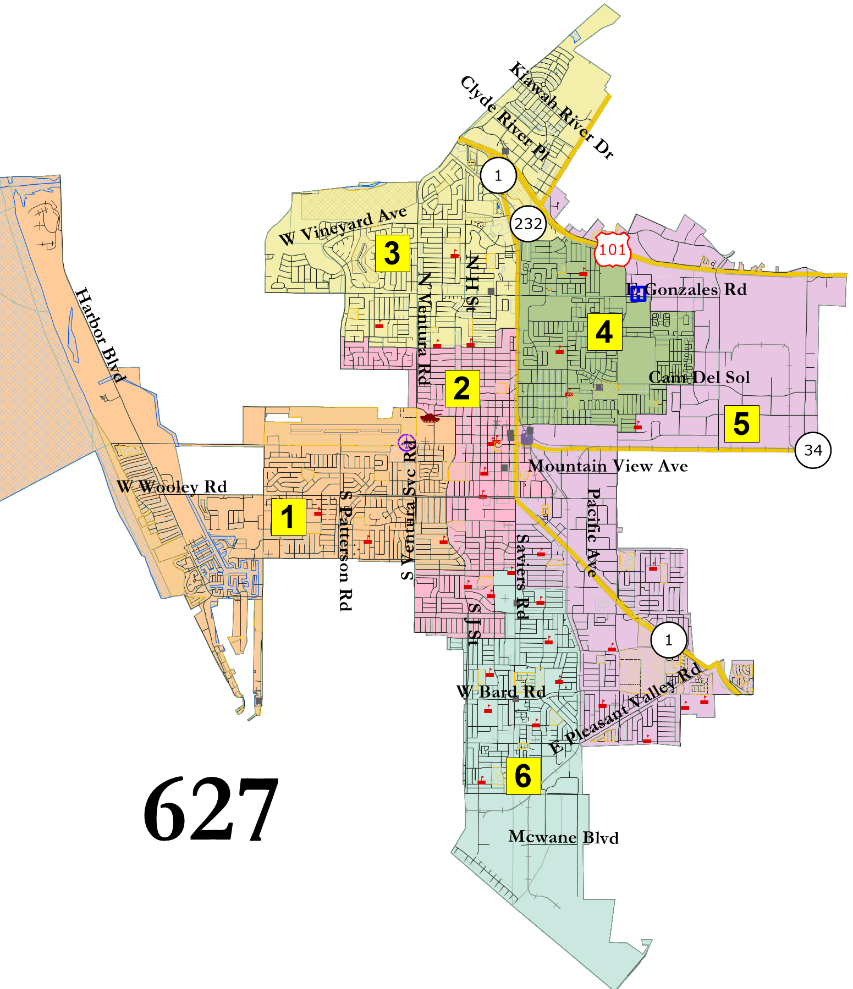 Kiawah River Dr
Clyde River Pl
1
232
W Vineyard Ave
3
101
N H St
E Gonzales Rd
N Ventura Rd
Harbor Blvd
4
2
Cam Del Sol
5
34
Mountain View Ave
W Wooley Rd
1
S Patterson Rd
S Ventura Svc Rd
Pacific Ave
Saviers Rd
S J St
1
W Bard Rd
E Pleasant Valley Rd
6
627
Mcwane Blvd